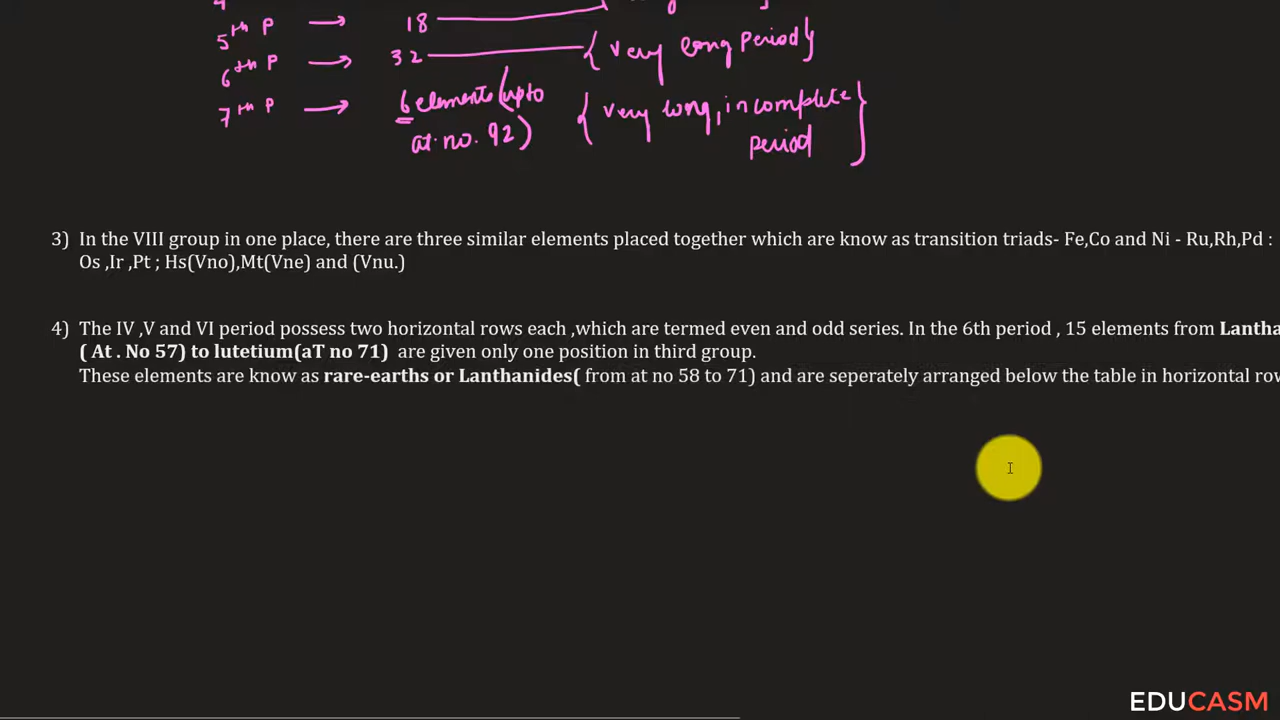 5th P → 18
6th P → 32 { very long period }
7th P → 6 elements (upto { very long, incomplete
at. no. 92) period }
3) In the VIII group in one place, there are three similar elements placed together which are know as transition triads- Fe,Co and Ni - Ru,Rh,Pd :
Os ,Ir ,Pt ; Hs(Vno),Mt(Vne) and (Vnu.)
4) The IV ,V and VI period possess two horizontal rows each ,which are termed even and odd series. In the 6th period , 15 elements from Lantha
( At . No 57) to lutetium(aT no 71) are given only one position in third group.
These elements are know as rare-earths or Lanthanides( from at no 58 to 71) and are seperately arranged below the table in horizontal row
EDUCASM